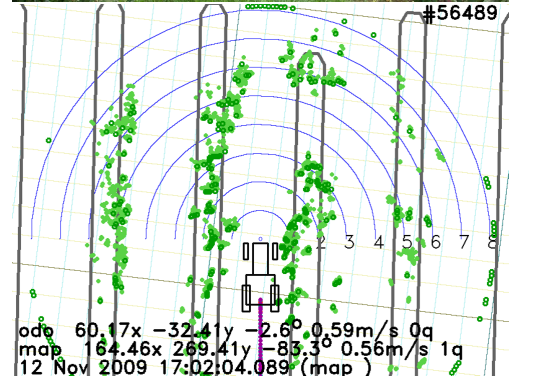 #56489
2 3 4 5 6 7 8
odo 60.17x -32.41y -2.6° 0.59m/s 0q
map 164.46x 269.41y -83.3° 0.56m/s 1q
12 Nov 2009 17:02:04.089 (map )